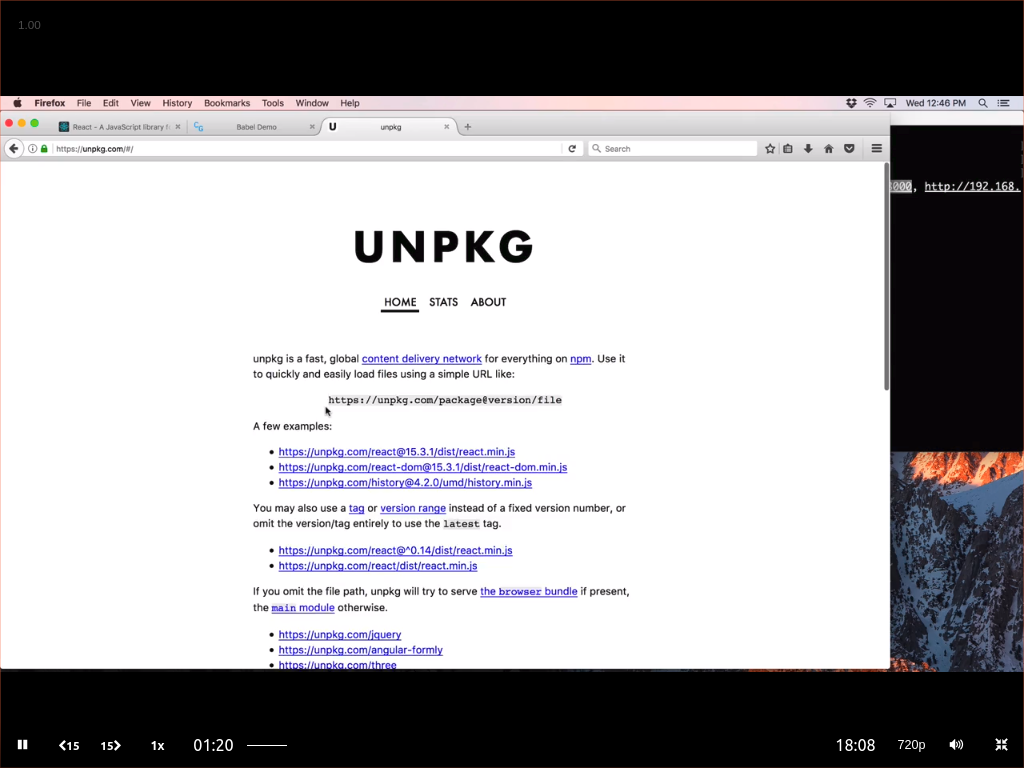 1.00
Firefox File Edit View History Bookmarks Tools Window Help Wed 12:46 PM
React - A JavaScript library f Babel Demo U unpkg
https://unpkg.com/#/ Search
000, http://192.168.
UNPKG
HOME STATS ABOUT
unpkg is a fast, global content delivery network for everything on npm. Use it
to quickly and easily load files using a simple URL like:
https://unpkg.com/package@version/file
A few examples:
• https://unpkg.com/react@15.3.1/dist/react.min.js
• https://unpkg.com/react-dom@15.3.1/dist/react-dom.min.js
• https://unpkg.com/history@4.2.0/umd/history.min.js
You may also use a tag or version range instead of a fixed version number, or
omit the version/tag entirely to use the latest tag.
• https://unpkg.com/react@^0.14/dist/react.min.js
• https://unpkg.com/react/dist/react.min.js
If you omit the file path, unpkg will try to serve the browser bundle if present,
the main module otherwise.
• https://unpkg.com/jquery
• https://unpkg.com/angular-formly
• https://unpkg.com/three
15 15 1x 01:20 18:08 720p